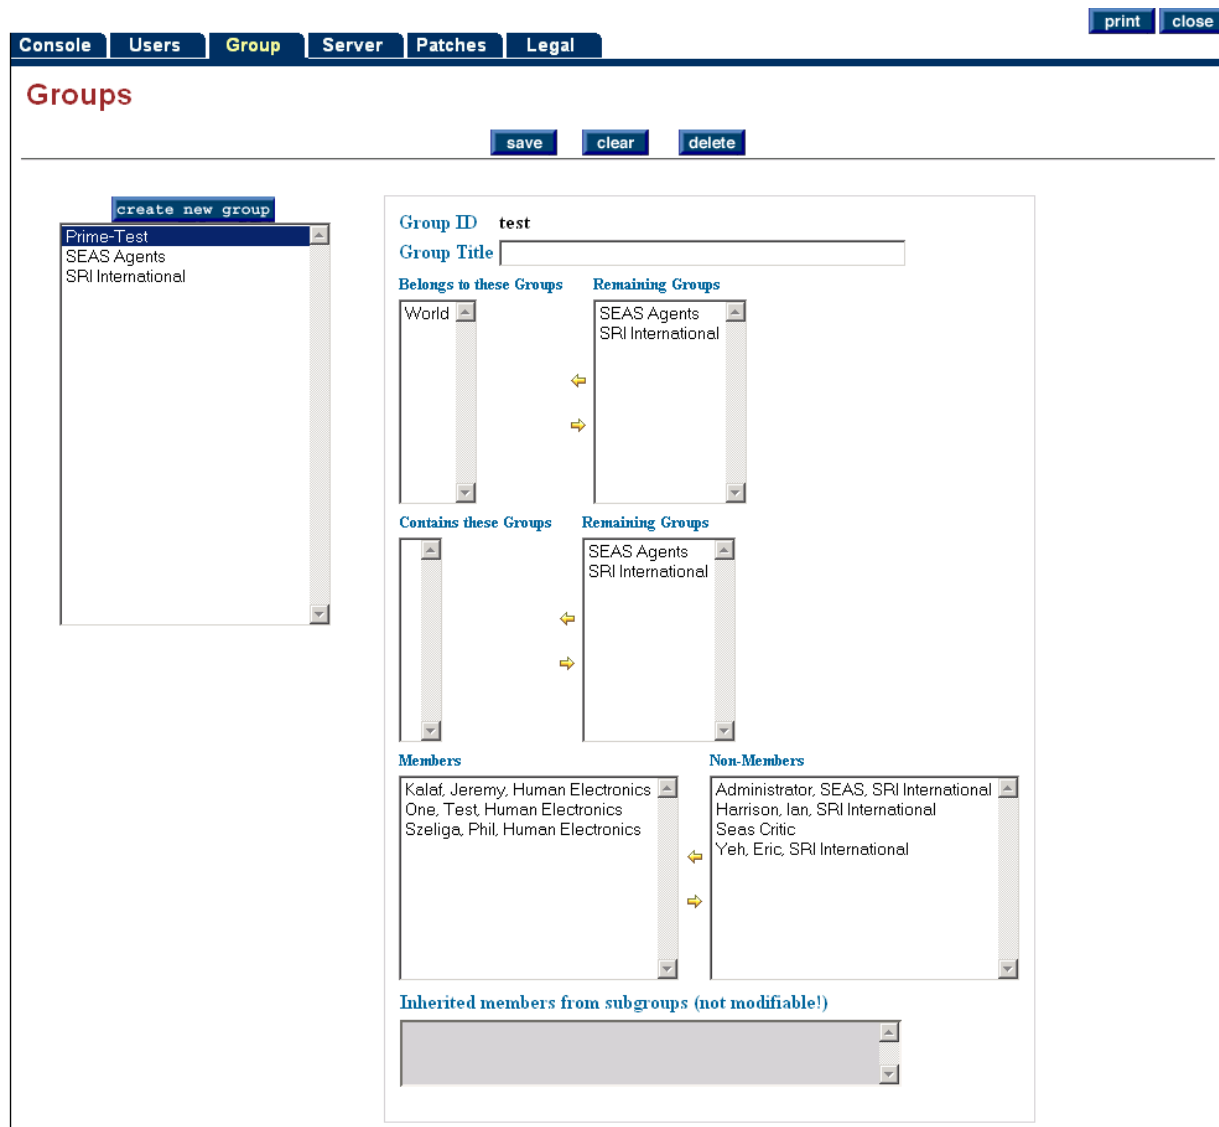 print close
Console Users Group Server Patches Legal
Groups
save clear delete
create new group
Prime-Test
SEAS Agents
SRI International
Group ID test
Group Title
Belongs to these Groups Remaining Groups
World SEAS Agents
SRI International
Contains these Groups Remaining Groups
SEAS Agents
SRI International
Members Non-Members
Kalaf, Jeremy, Human Electronics Administrator, SEAS, SRI International
One, Test, Human Electronics Harrison, Ian, SRI International
Szeliga, Phil, Human Electronics Seas Critic
Yeh, Eric, SRI International
Inherited members from subgroups (not modifiable!)